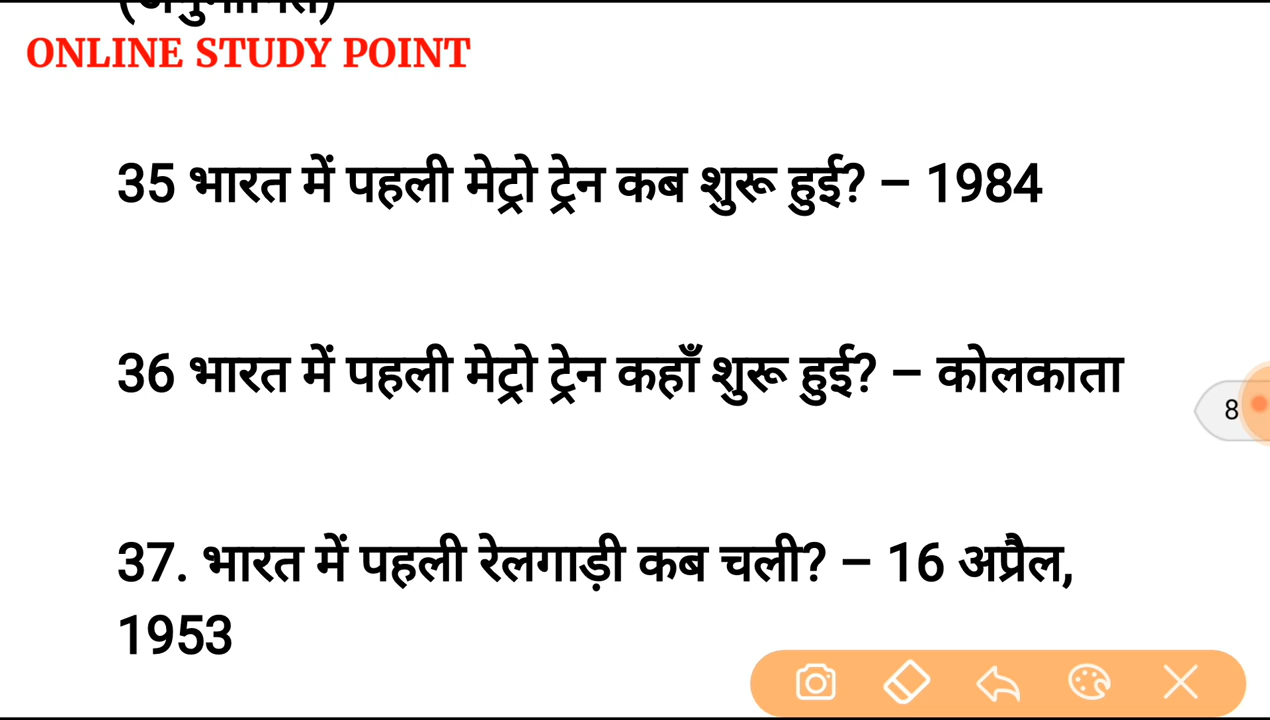 ONLINE STUDY POINT
35 भारत में पहली मेट्रो ट्रेन कब शुरू हुई? – 1984
36 भारत में पहली मेट्रो ट्रेन कहाँ शुरू हुई? – कोलकाता
8
37. भारत में पहली रेलगाड़ी कब चली? – 16 अप्रैल,
1953